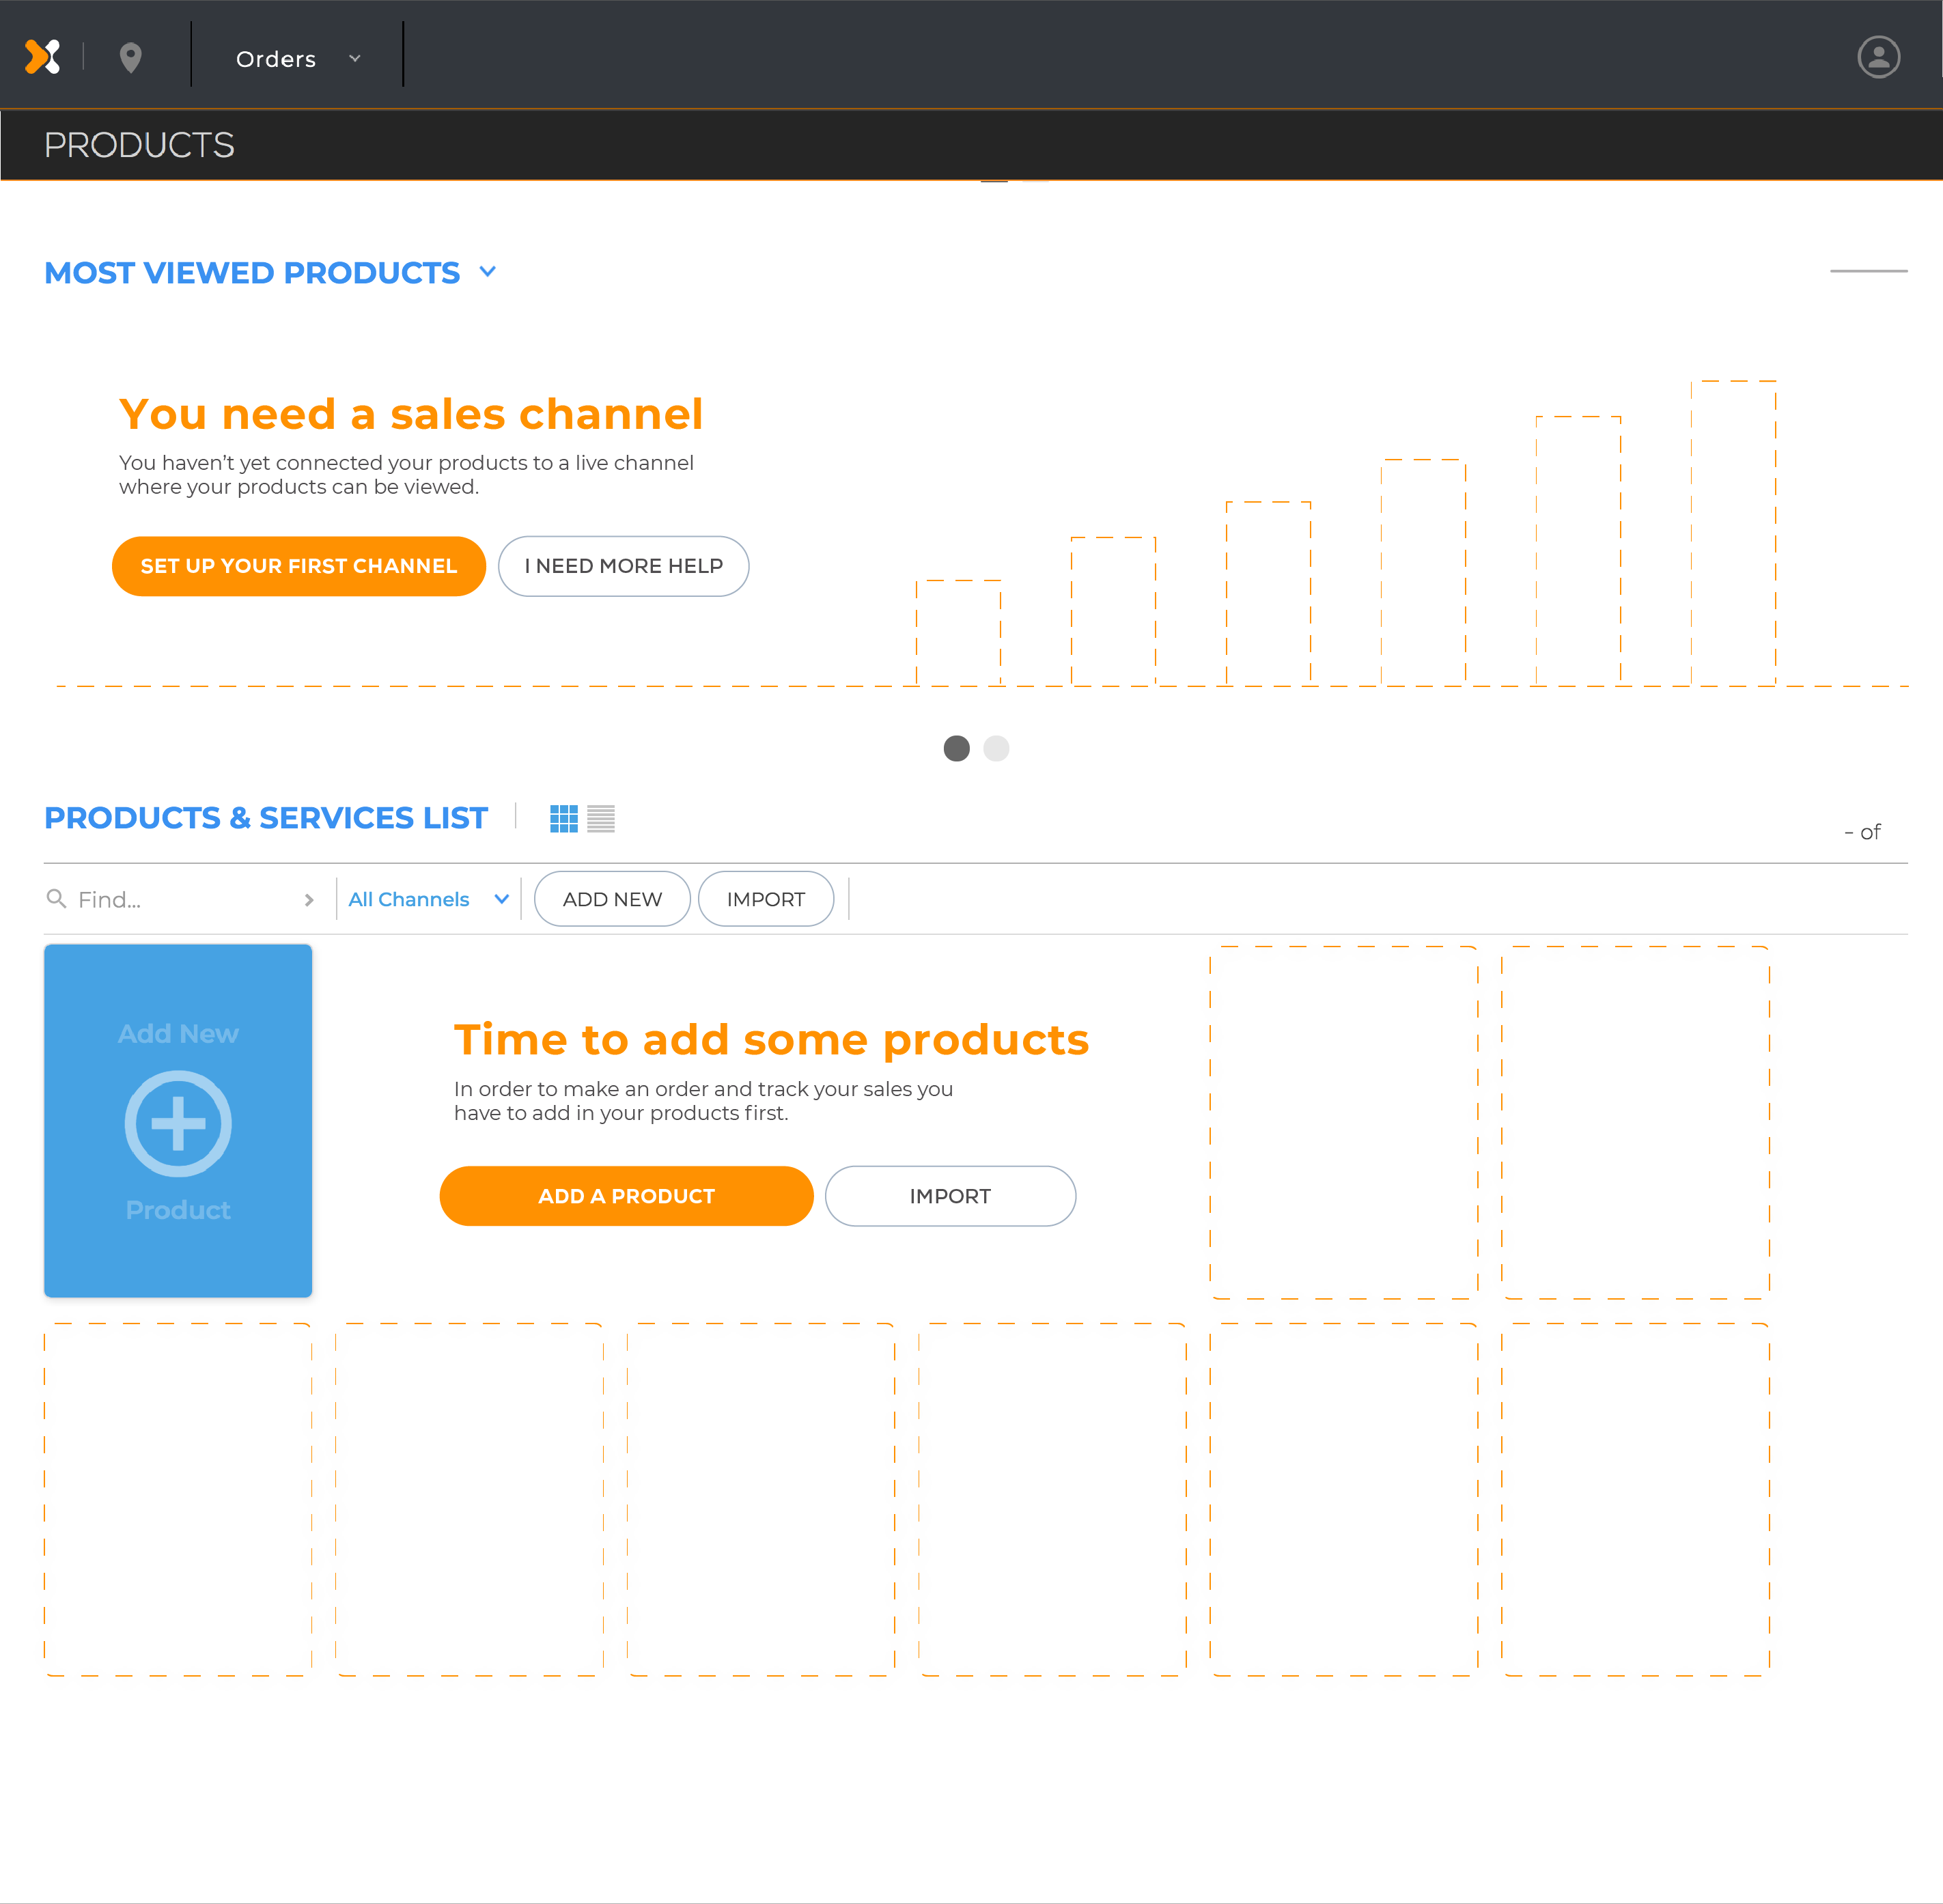 Orders
PRODUCTS
MOST VIEWED PRODUCTS
You need a sales channel
You haven’t yet connected your products to a live channel
where your products can be viewed.
SET UP YOUR FIRST CHANNEL
I NEED MORE HELP
PRODUCTS & SERVICES LIST
– of
Find...
All Channels
ADD NEW
IMPORT
Add New
Product
Time to add some products
In order to make an order and track your sales you
have to add in your products first.
ADD A PRODUCT
IMPORT